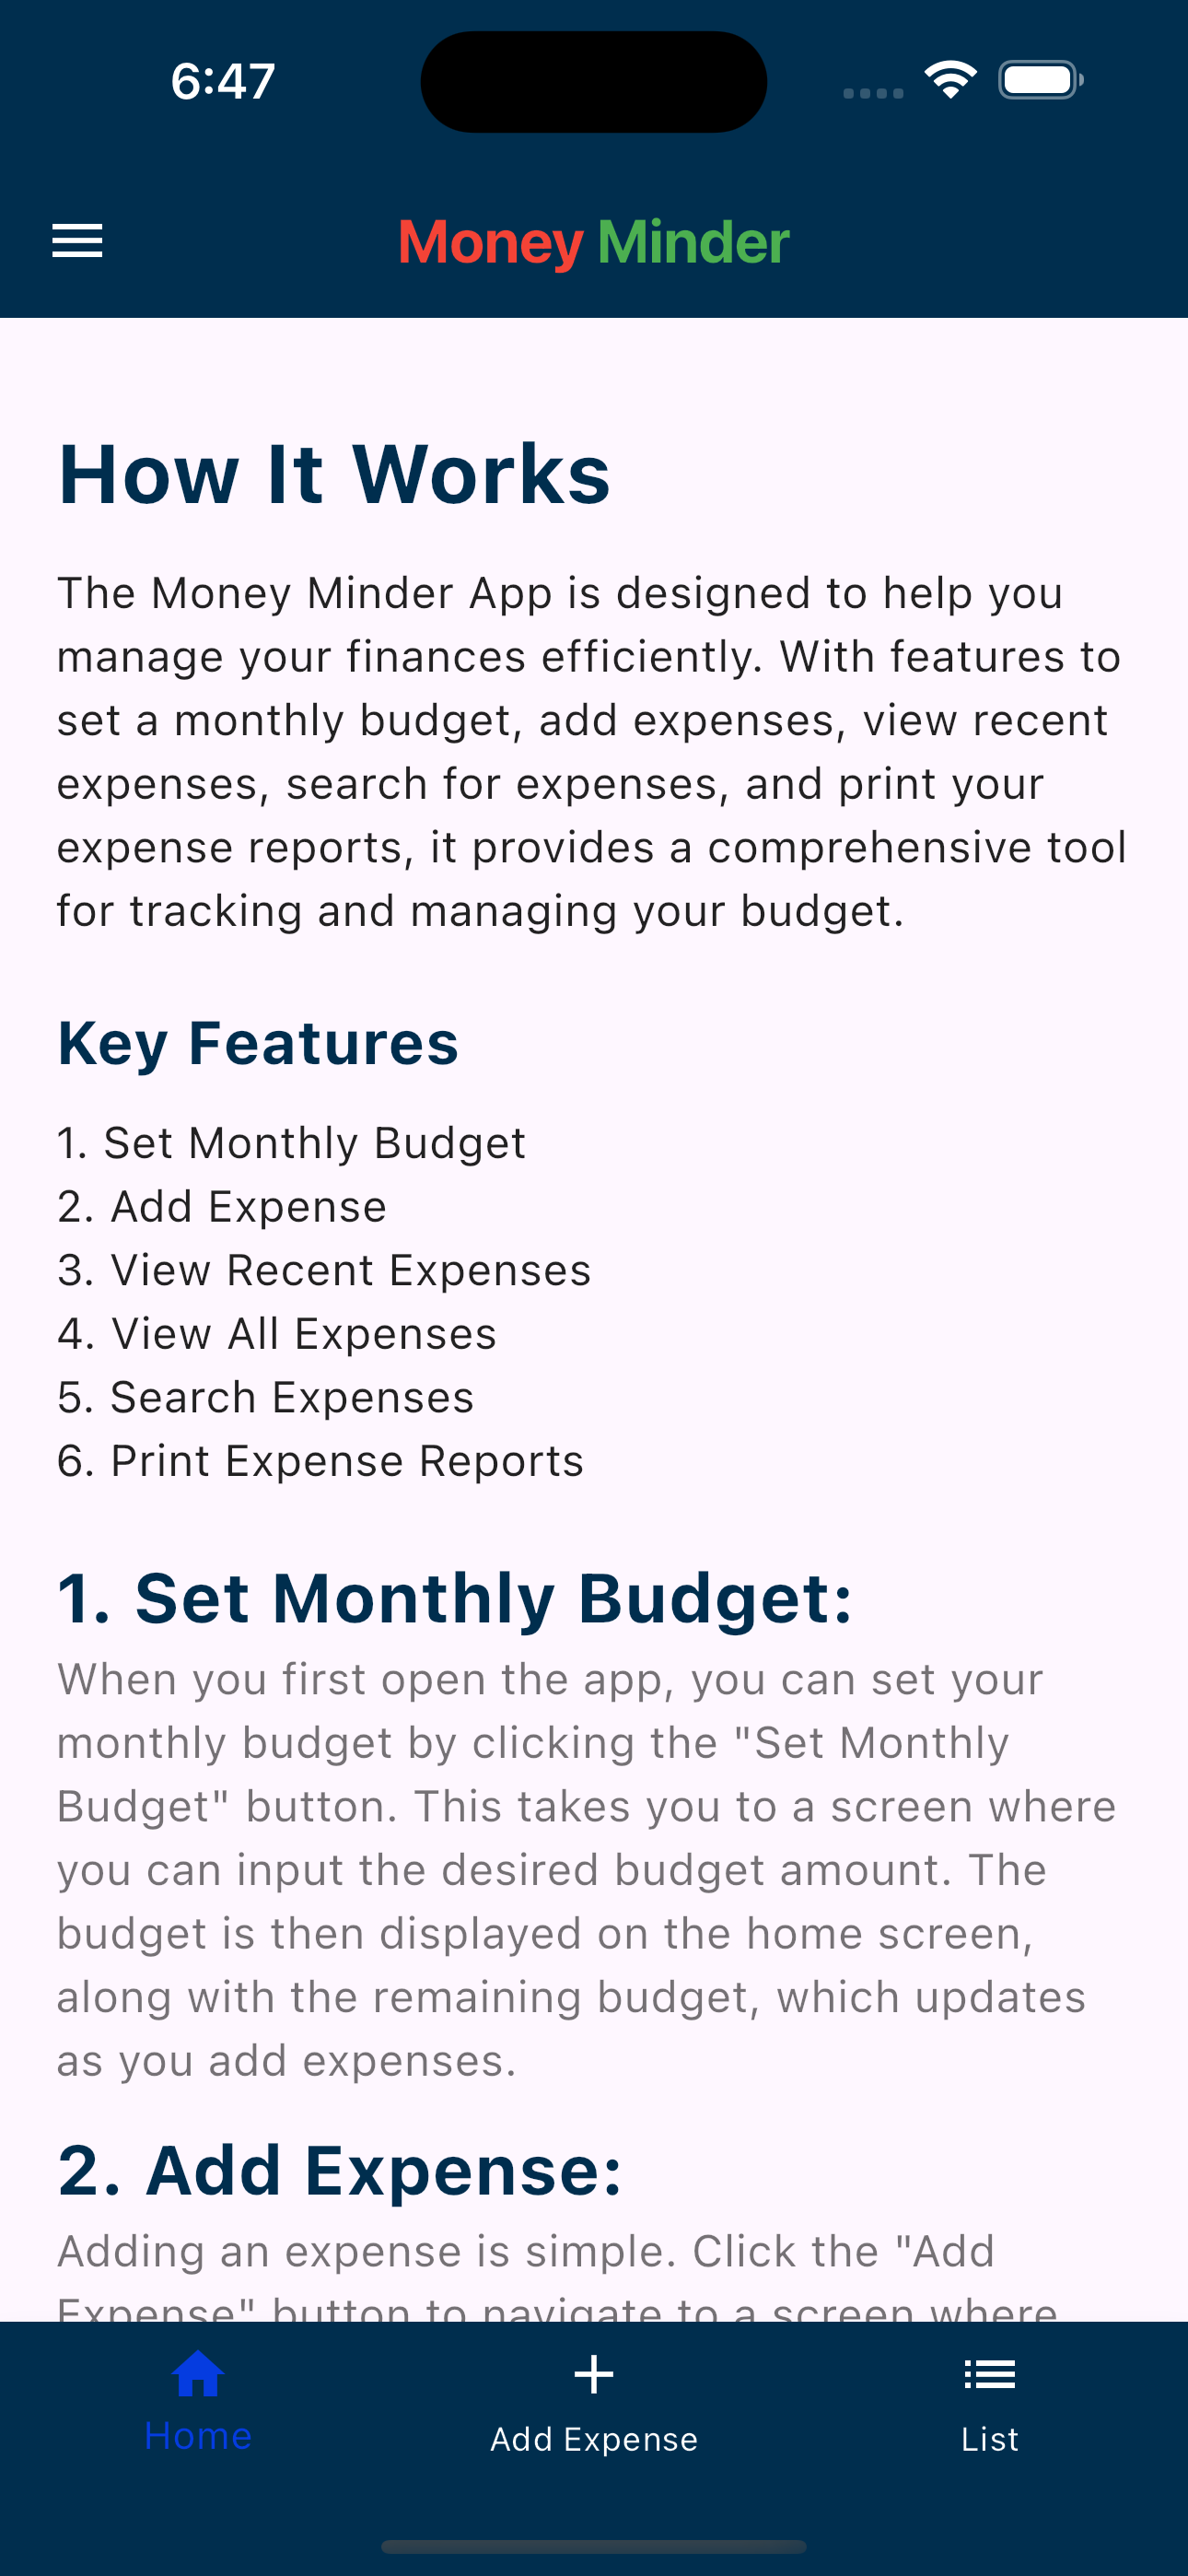 6:47
Money Minder
How It Works
The Money Minder App is designed to help you
manage your finances efficiently. With features to
set a monthly budget, add expenses, view recent
expenses, search for expenses, and print your
expense reports, it provides a comprehensive tool
for tracking and managing your budget.
Key Features
1. Set Monthly Budget
2. Add Expense
3. View Recent Expenses
4. View All Expenses
5. Search Expenses
6. Print Expense Reports
1. Set Monthly Budget:
When you first open the app, you can set your
monthly budget by clicking the "Set Monthly
Budget" button. This takes you to a screen where
you can input the desired budget amount. The
budget is then displayed on the home screen,
along with the remaining budget, which updates
as you add expenses.
2. Add Expense:
Adding an expense is simple. Click the "Add
Expense" button to navigate to a screen where
Home
Add Expense
List